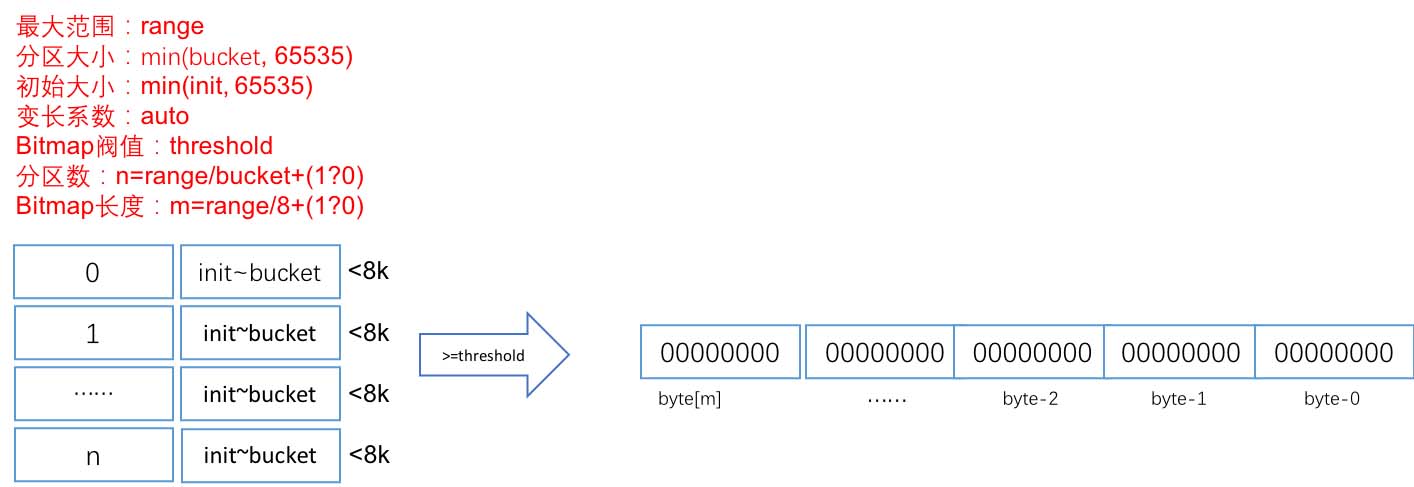 最大范围：range
分区大小：min(bucket, 65535)
初始大小：min(init, 65535)
变长系数：auto
Bitmap阀值：threshold
分区数：n=range/bucket+(1?0)
Bitmap长度：m=range/8+(1?0)
0 init~bucket <8k
1 init~bucket <8k
…… init~bucket <8k
n init~bucket <8k
>=threshold
00000000 00000000 00000000 00000000 00000000
byte[m] …… byte-2 byte-1 byte-0